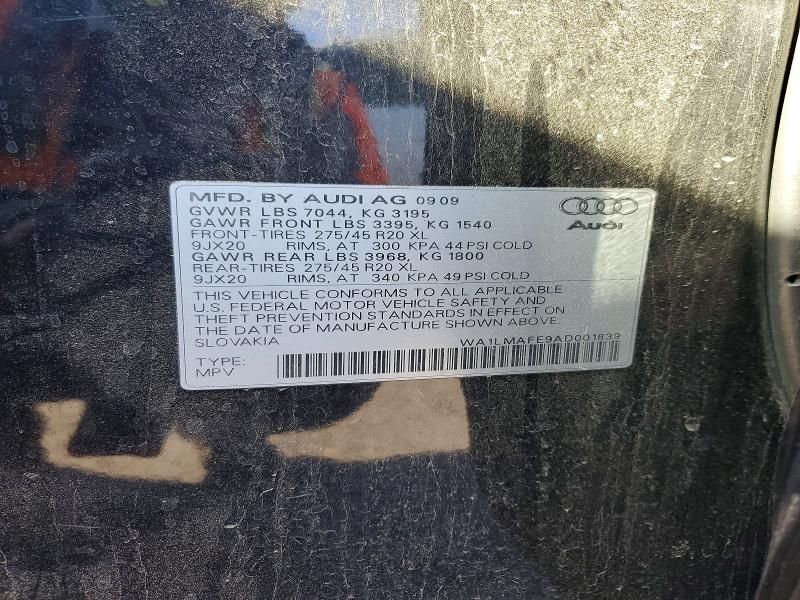 MFD. BY AUDI AG 09 09
GVWR LBS 7044, KG 3195
GAWR FRONT LBS 3395, KG 1540
FRONT-TIRES 275/45 R20 XL
9JX20 RIMS, AT 300 KPA 44 PSI COLD
GAWR REAR LBS 3968, KG 1800
REAR-TIRES 275/45 R20 XL
9JX20 RIMS, AT 340 KPA 49 PSI COLD
Audi
THIS VEHICLE CONFORMS TO ALL APPLICABLE
U.S. FEDERAL MOTOR VEHICLE SAFETY AND
THEFT PREVENTION STANDARDS IN EFFECT ON
THE DATE OF MANUFACTURE SHOWN ABOVE
SLOVAKIA WA1LMAFE9AD001839
TYPE:
MPV